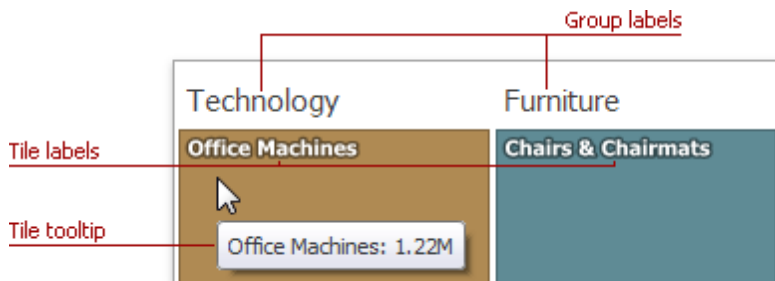 Group labels
Technology
Furniture
Tile labels
Office Machines
Chairs & Chairmats
Tile tooltip
Office Machines: 1.22M